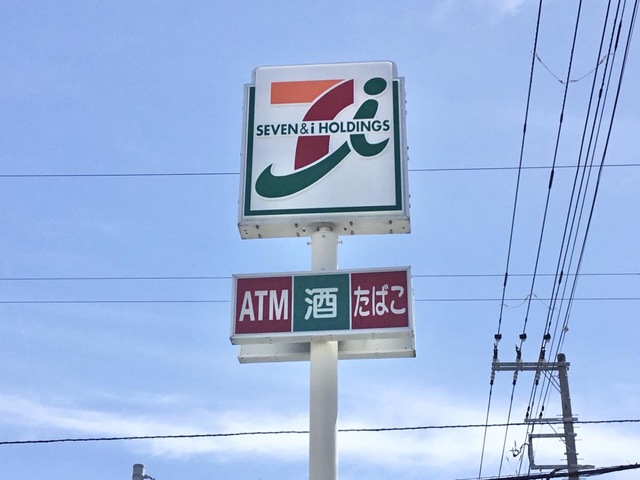 SEVEN&i HOLDINGS
ATM 酒 たばこ